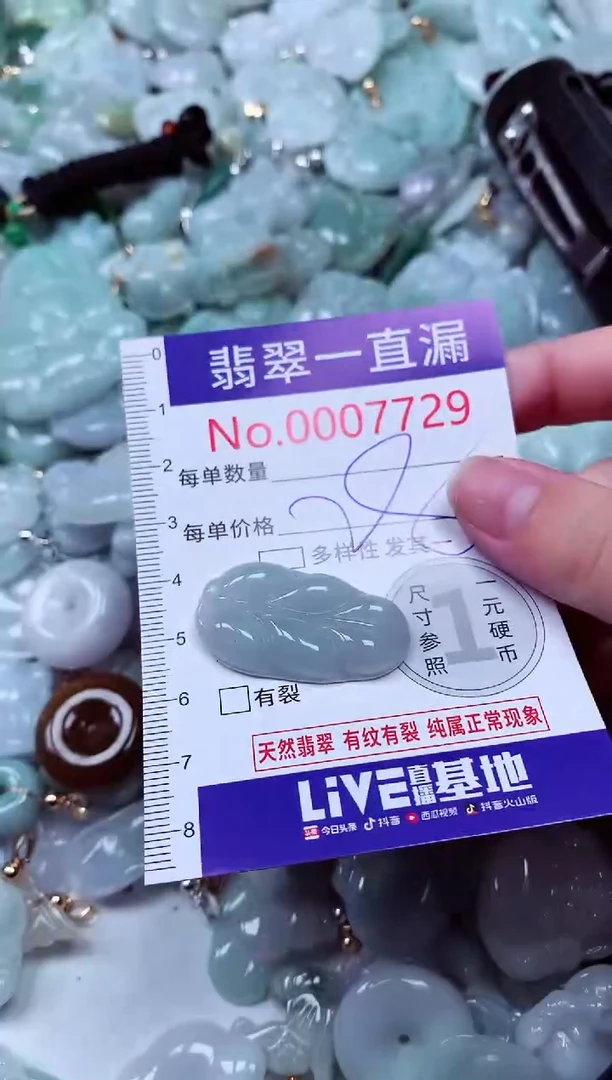 0
翡翠一直漏
No.0007729
1
2
每单数量
3
每单价格
多样性 发其一
4
尺寸参照
1
一元硬币
5
6
有裂
天然翡翠 有纹有裂 纯属正常现象
7
LiVE直播基地
头条 今日头条 抖音 西瓜视频 抖音火山版
8